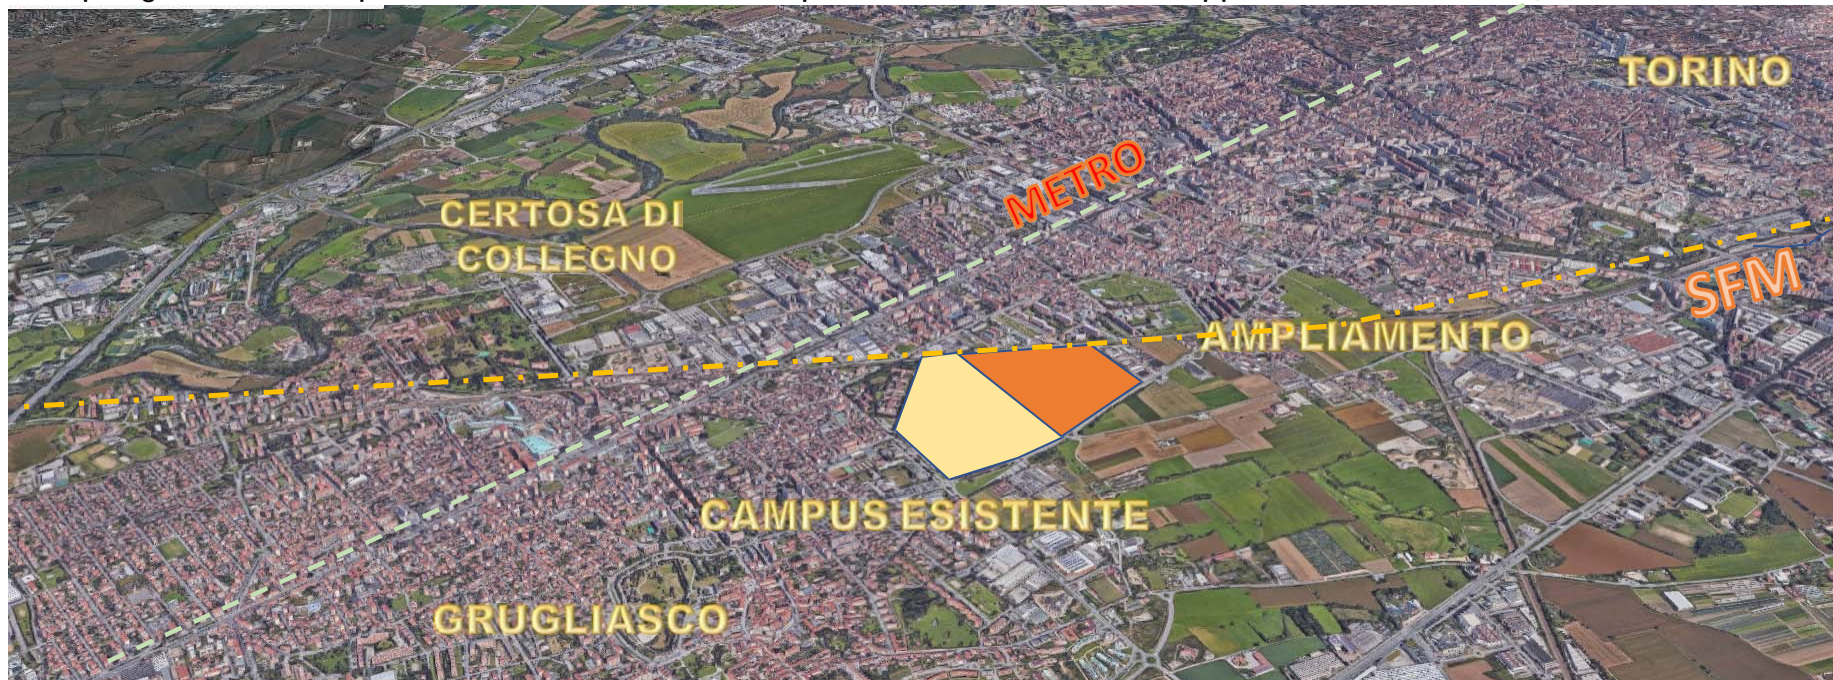 TORINO
METRO
CERTOSA DI
COLLEGNO
SFM
AMPLIAMENTO
CAMPUS ESISTENTE
GRUGLIASCO